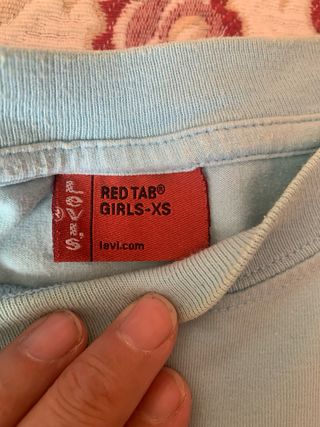 LEVI'S
RED TAB®
GIRLS-XS
levi.com